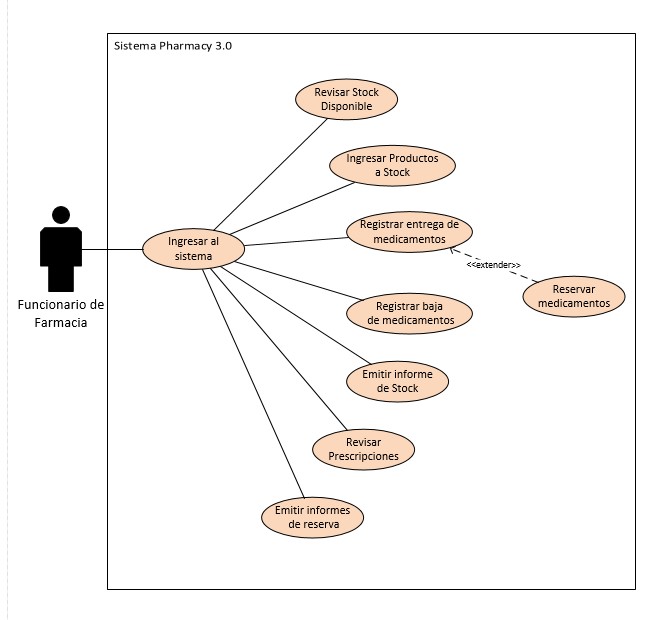 Sistema Pharmacy 3.0
Revisar Stock
Disponible
Ingresar Productos
a Stock
Registrar entrega de
medicamentos
Ingresar al
sistema
<<extender>>
Reservar
medicamentos
Funcionario de
Farmacia
Registrar baja
de medicamentos
Emitir informe
de Stock
Revisar
Prescripciones
Emitir informes
de reserva